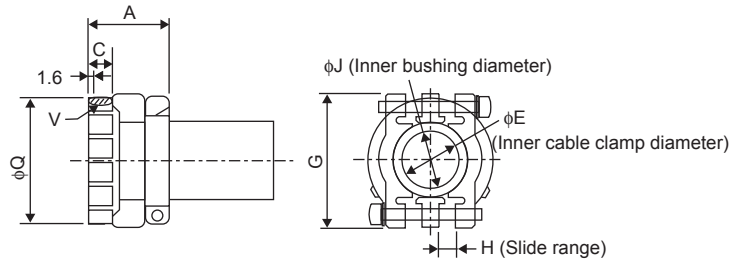 A
C
1.6
V
ϕQ
ϕJ (Inner bushing diameter)
ϕE
(Inner cable clamp diameter)
G
H (Slide range)